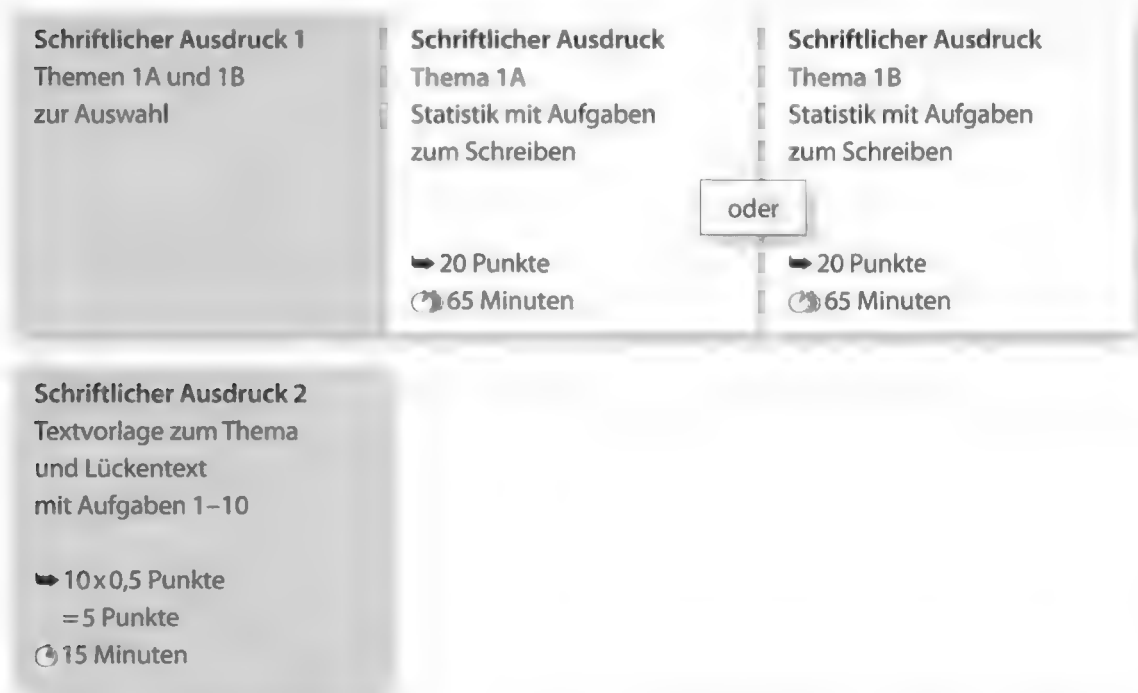 Schriftlicher Ausdruck 1
Themen 1A und 1B
zur Auswahl
Schriftlicher Ausdruck
Thema 1A
Statistik mit Aufgaben
zum Schreiben
➥ 20 Punkte
65 Minuten
oder
Schriftlicher Ausdruck
Thema 1B
Statistik mit Aufgaben
zum Schreiben
➥ 20 Punkte
65 Minuten
Schriftlicher Ausdruck 2
Textvorlage zum Thema
und Lückentext
mit Aufgaben 1–10
➥ 10x0,5 Punkte
=5 Punkte
15 Minuten